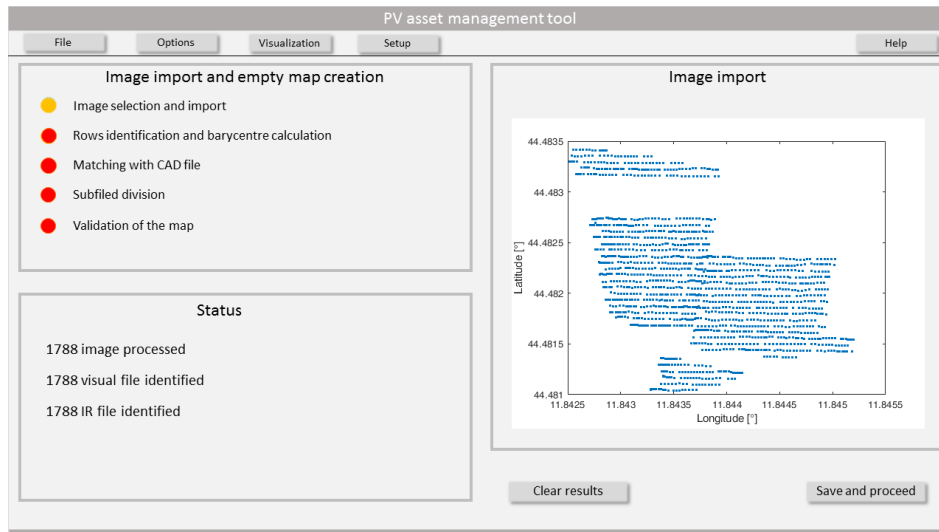 PV asset management tool
File Options Visualization Setup Help
Image import and empty map creation
Image selection and import
Rows identification and barycentre calculation
Matching with CAD file
Subfiled division
Validation of the map
Status
1788 image processed
1788 visual file identified
1788 IR file identified
Image import
44.4835
44.483
44.4825
44.482
44.4815
44.481
Latitude [°]
11.8425 11.843 11.8435 11.844 11.8445 11.845 11.8455
Longitude [°]
Clear results Save and proceed